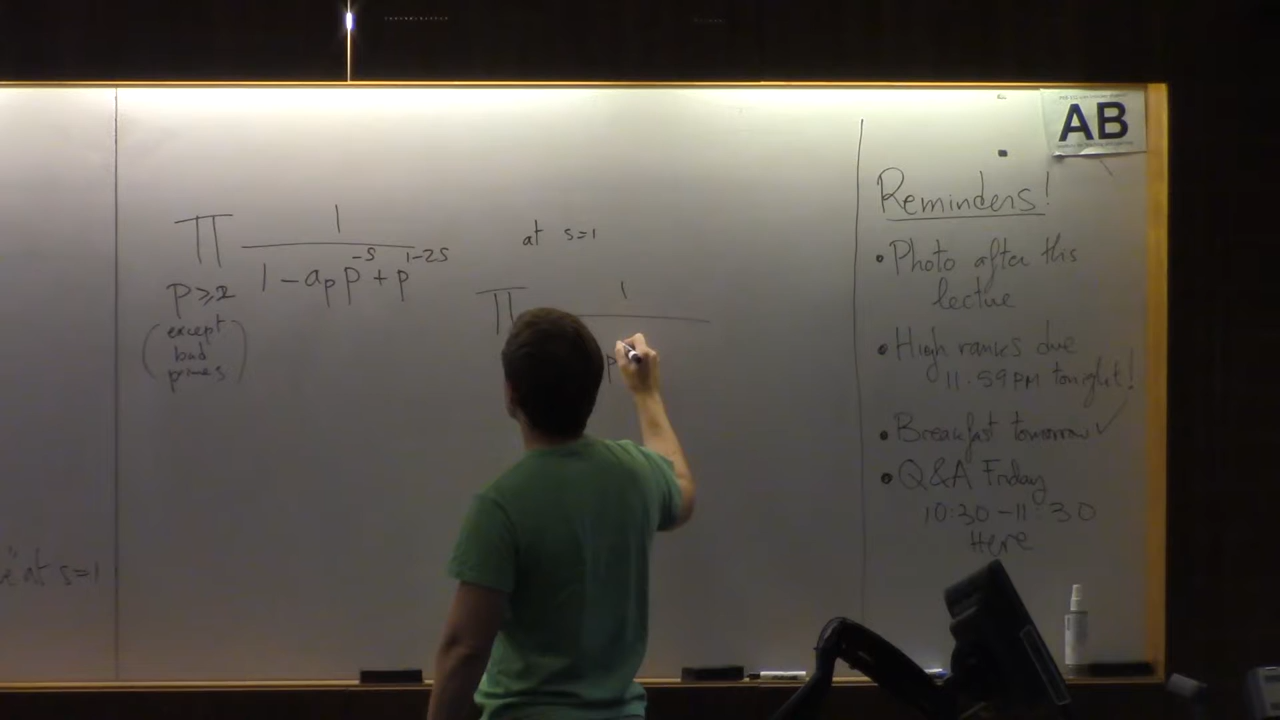 ∏ 1
1 - a_p p^{-s} + p^{1-2s}
p ≥ 2
(except
bad
primes)
at s=1
∏ 1
p
at s=1
AB
Reminders!
• Photo after this
lecture
• High ranks due
11.59PM tonight!
• Breakfast tomorrow ✓
• Q&A Friday
10:30-11:30
Here